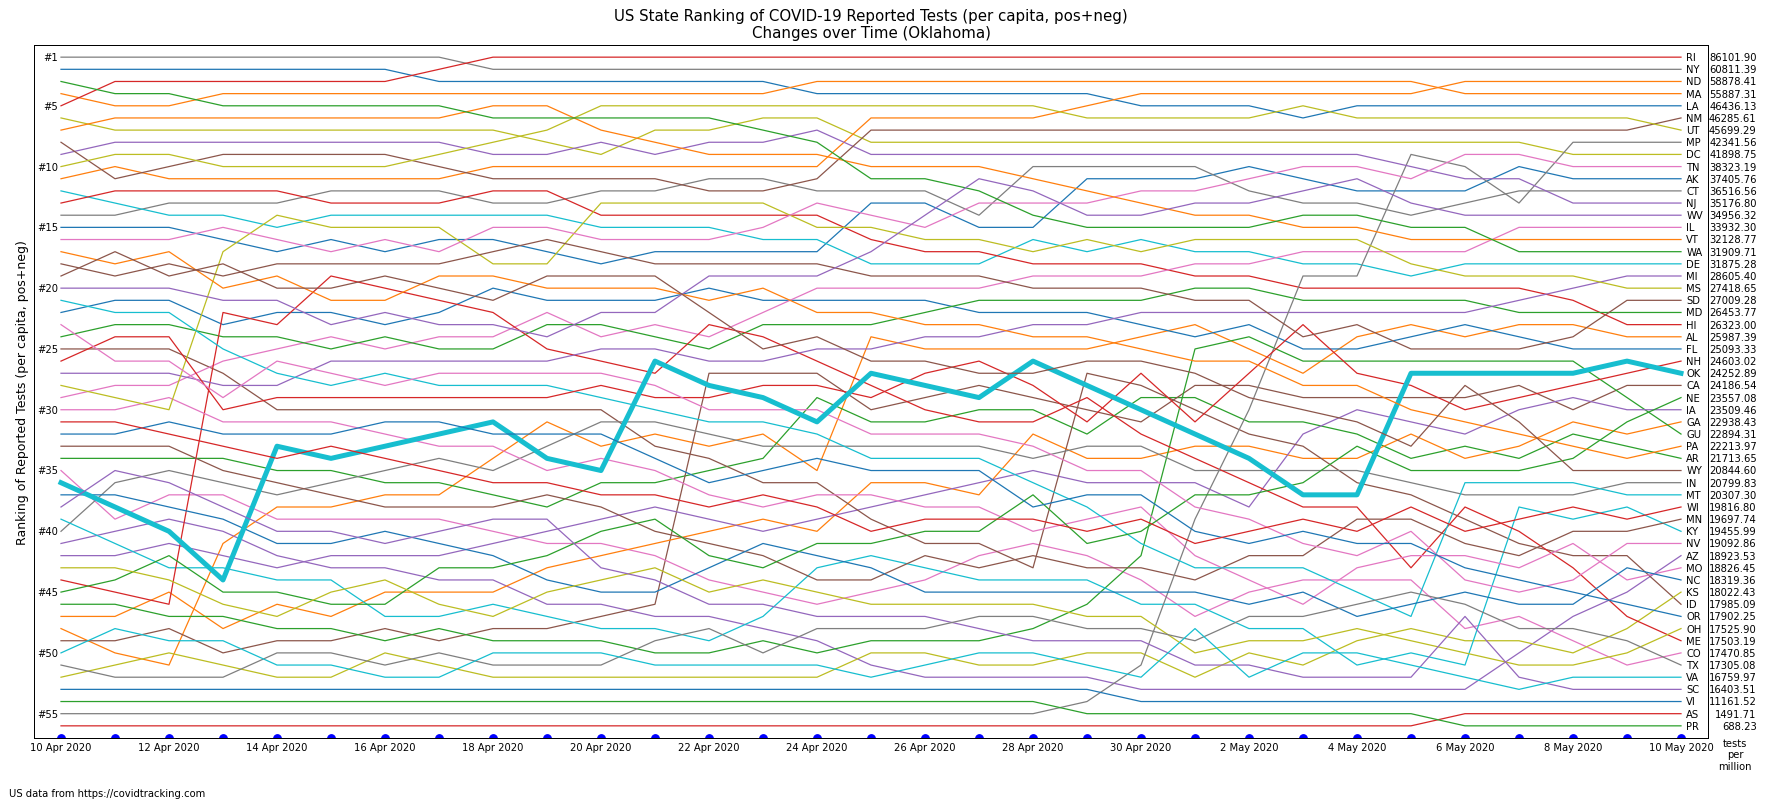 US State Ranking of COVID-19 Reported Tests (per capita, pos+neg)
Changes over Time (Oklahoma)
Ranking of Reported Tests (per capita, pos+neg)
#1
#5
#10
#15
#20
#25
#30
#35
#40
#45
#50
#55
RI 86101.90
NY 60811.39
ND 58878.41
MA 55887.31
LA 46436.13
NM 46285.61
UT 45699.29
MP 42341.56
DC 41898.75
TN 38323.19
AK 37405.76
CT 36516.56
NJ 35176.80
WV 34956.32
IL 33932.30
VT 32128.77
WA 31909.71
DE 31875.28
MI 28605.40
MS 27418.65
SD 27009.28
MD 26453.77
HI 26323.00
AL 25987.39
FL 25093.33
NH 24603.02
OK 24252.89
CA 24186.54
NE 23557.08
IA 23509.46
GA 22938.43
GU 22894.31
PA 22213.97
AR 21713.65
WY 20844.60
IN 20799.83
MT 20307.30
WI 19816.80
MN 19697.74
KY 19455.99
NV 19092.86
AZ 18923.53
MO 18826.45
NC 18319.36
KS 18022.43
ID 17985.09
OR 17902.25
OH 17525.90
ME 17503.19
CO 17470.85
TX 17305.08
VA 16759.97
SC 16403.51
VI 11161.52
AS 1491.71
PR 688.23
10 Apr 2020 12 Apr 2020 14 Apr 2020 16 Apr 2020 18 Apr 2020 20 Apr 2020 22 Apr 2020 24 Apr 2020 26 Apr 2020 28 Apr 2020 30 Apr 2020 2 May 2020 4 May 2020 6 May 2020 8 May 2020 10 May 2020
tests
per
million
US data from https://covidtracking.com